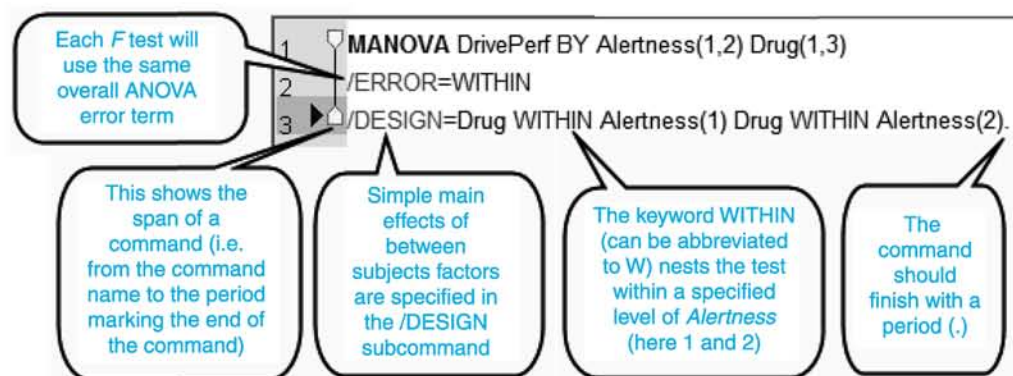 Each F test will
use the same
overall ANOVA
error term
1 MANOVA DrivePerf BY Alertness(1,2) Drug(1,3)
2 /ERROR=WITHIN
3 /DESIGN=Drug WITHIN Alertness(1) Drug WITHIN Alertness(2).
This shows the
span of a
command (i.e.
from the command
name to the period
marking the end of
the command)
Simple main
effects of
between
subjects factors
are specified in
the /DESIGN
subcommand
The keyword WITHIN
(can be abbreviated
to W) nests the test
within a specified
level of Alertness
(here 1 and 2)
The
command
should
finish with a
period (.)